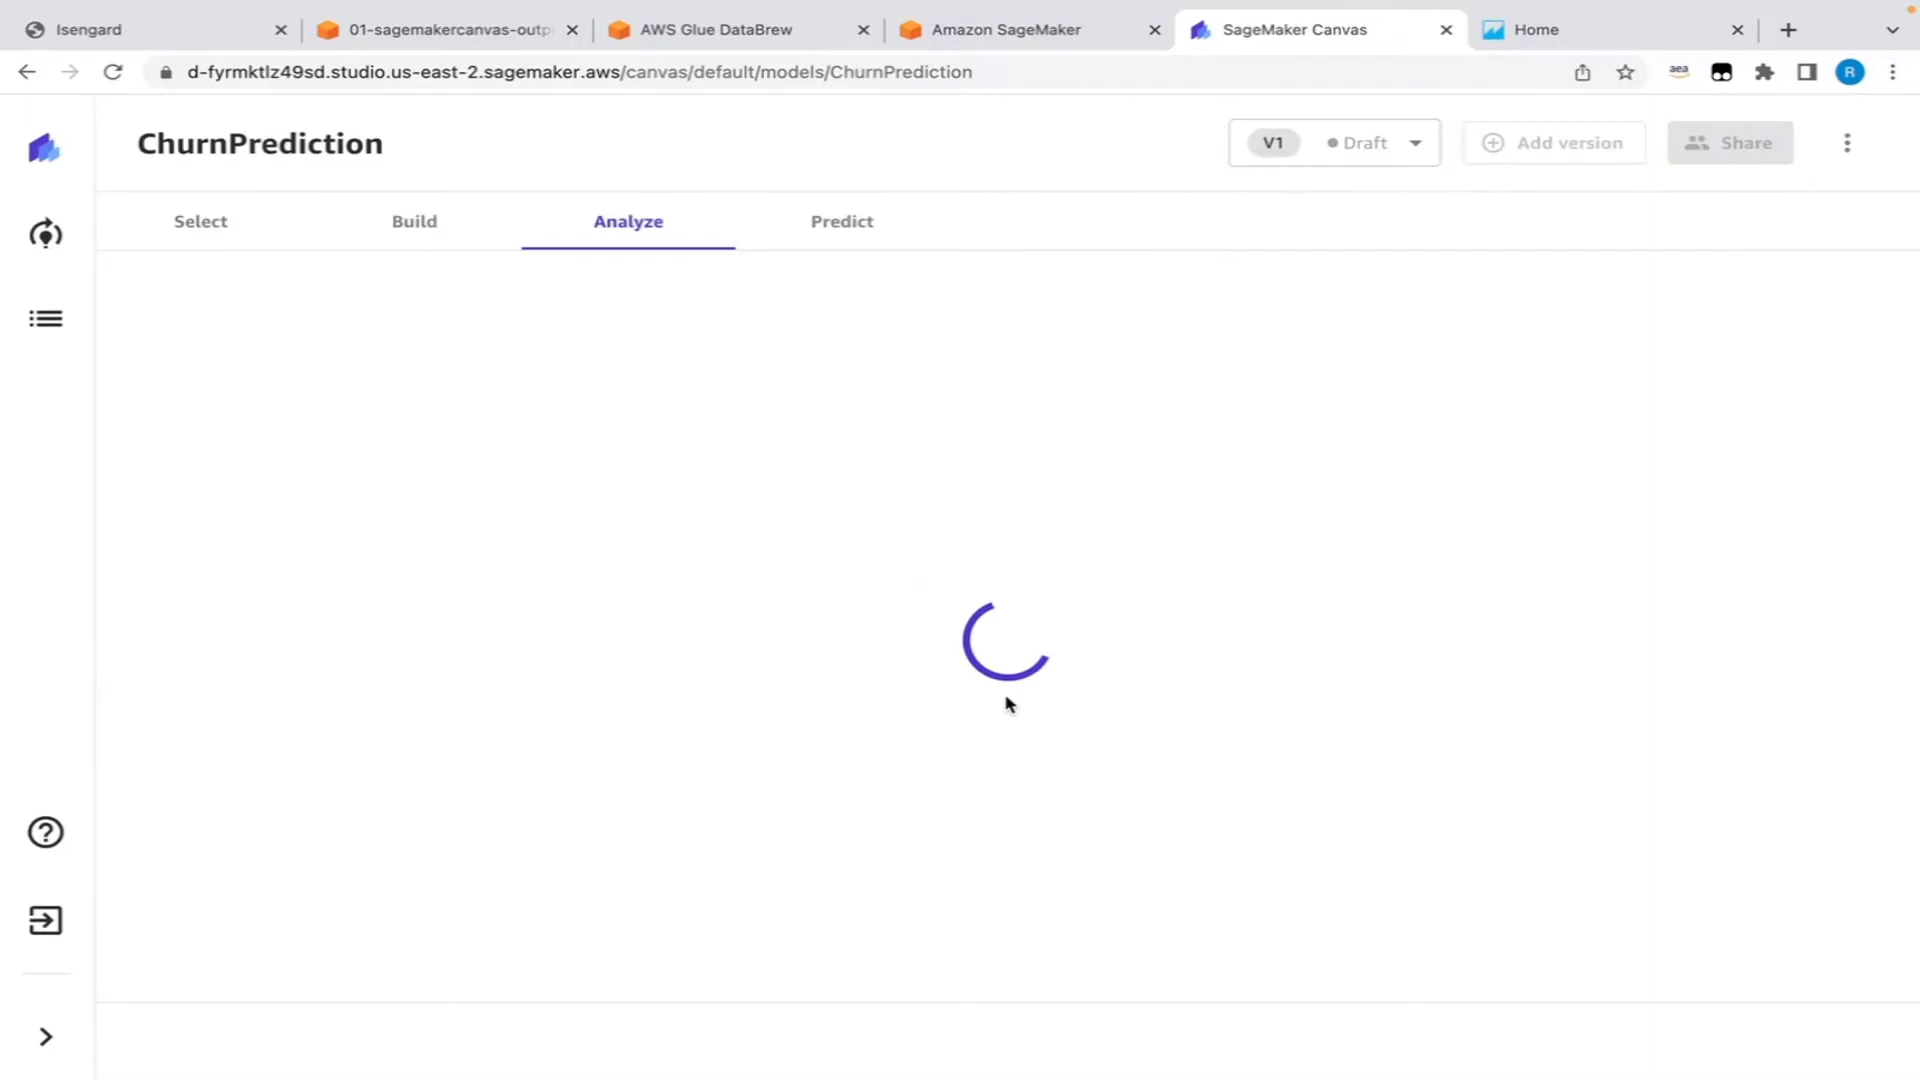 Isengard
01-sagemakercanvas-outp
AWS Glue DataBrew
Amazon SageMaker
SageMaker Canvas
Home
d-fyrmktlz49sd.studio.us-east-2.sagemaker.aws/canvas/default/models/ChurnPrediction
aea
R
ChurnPrediction
V1
Draft
Add version
Share
Select
Build
Analyze
Predict